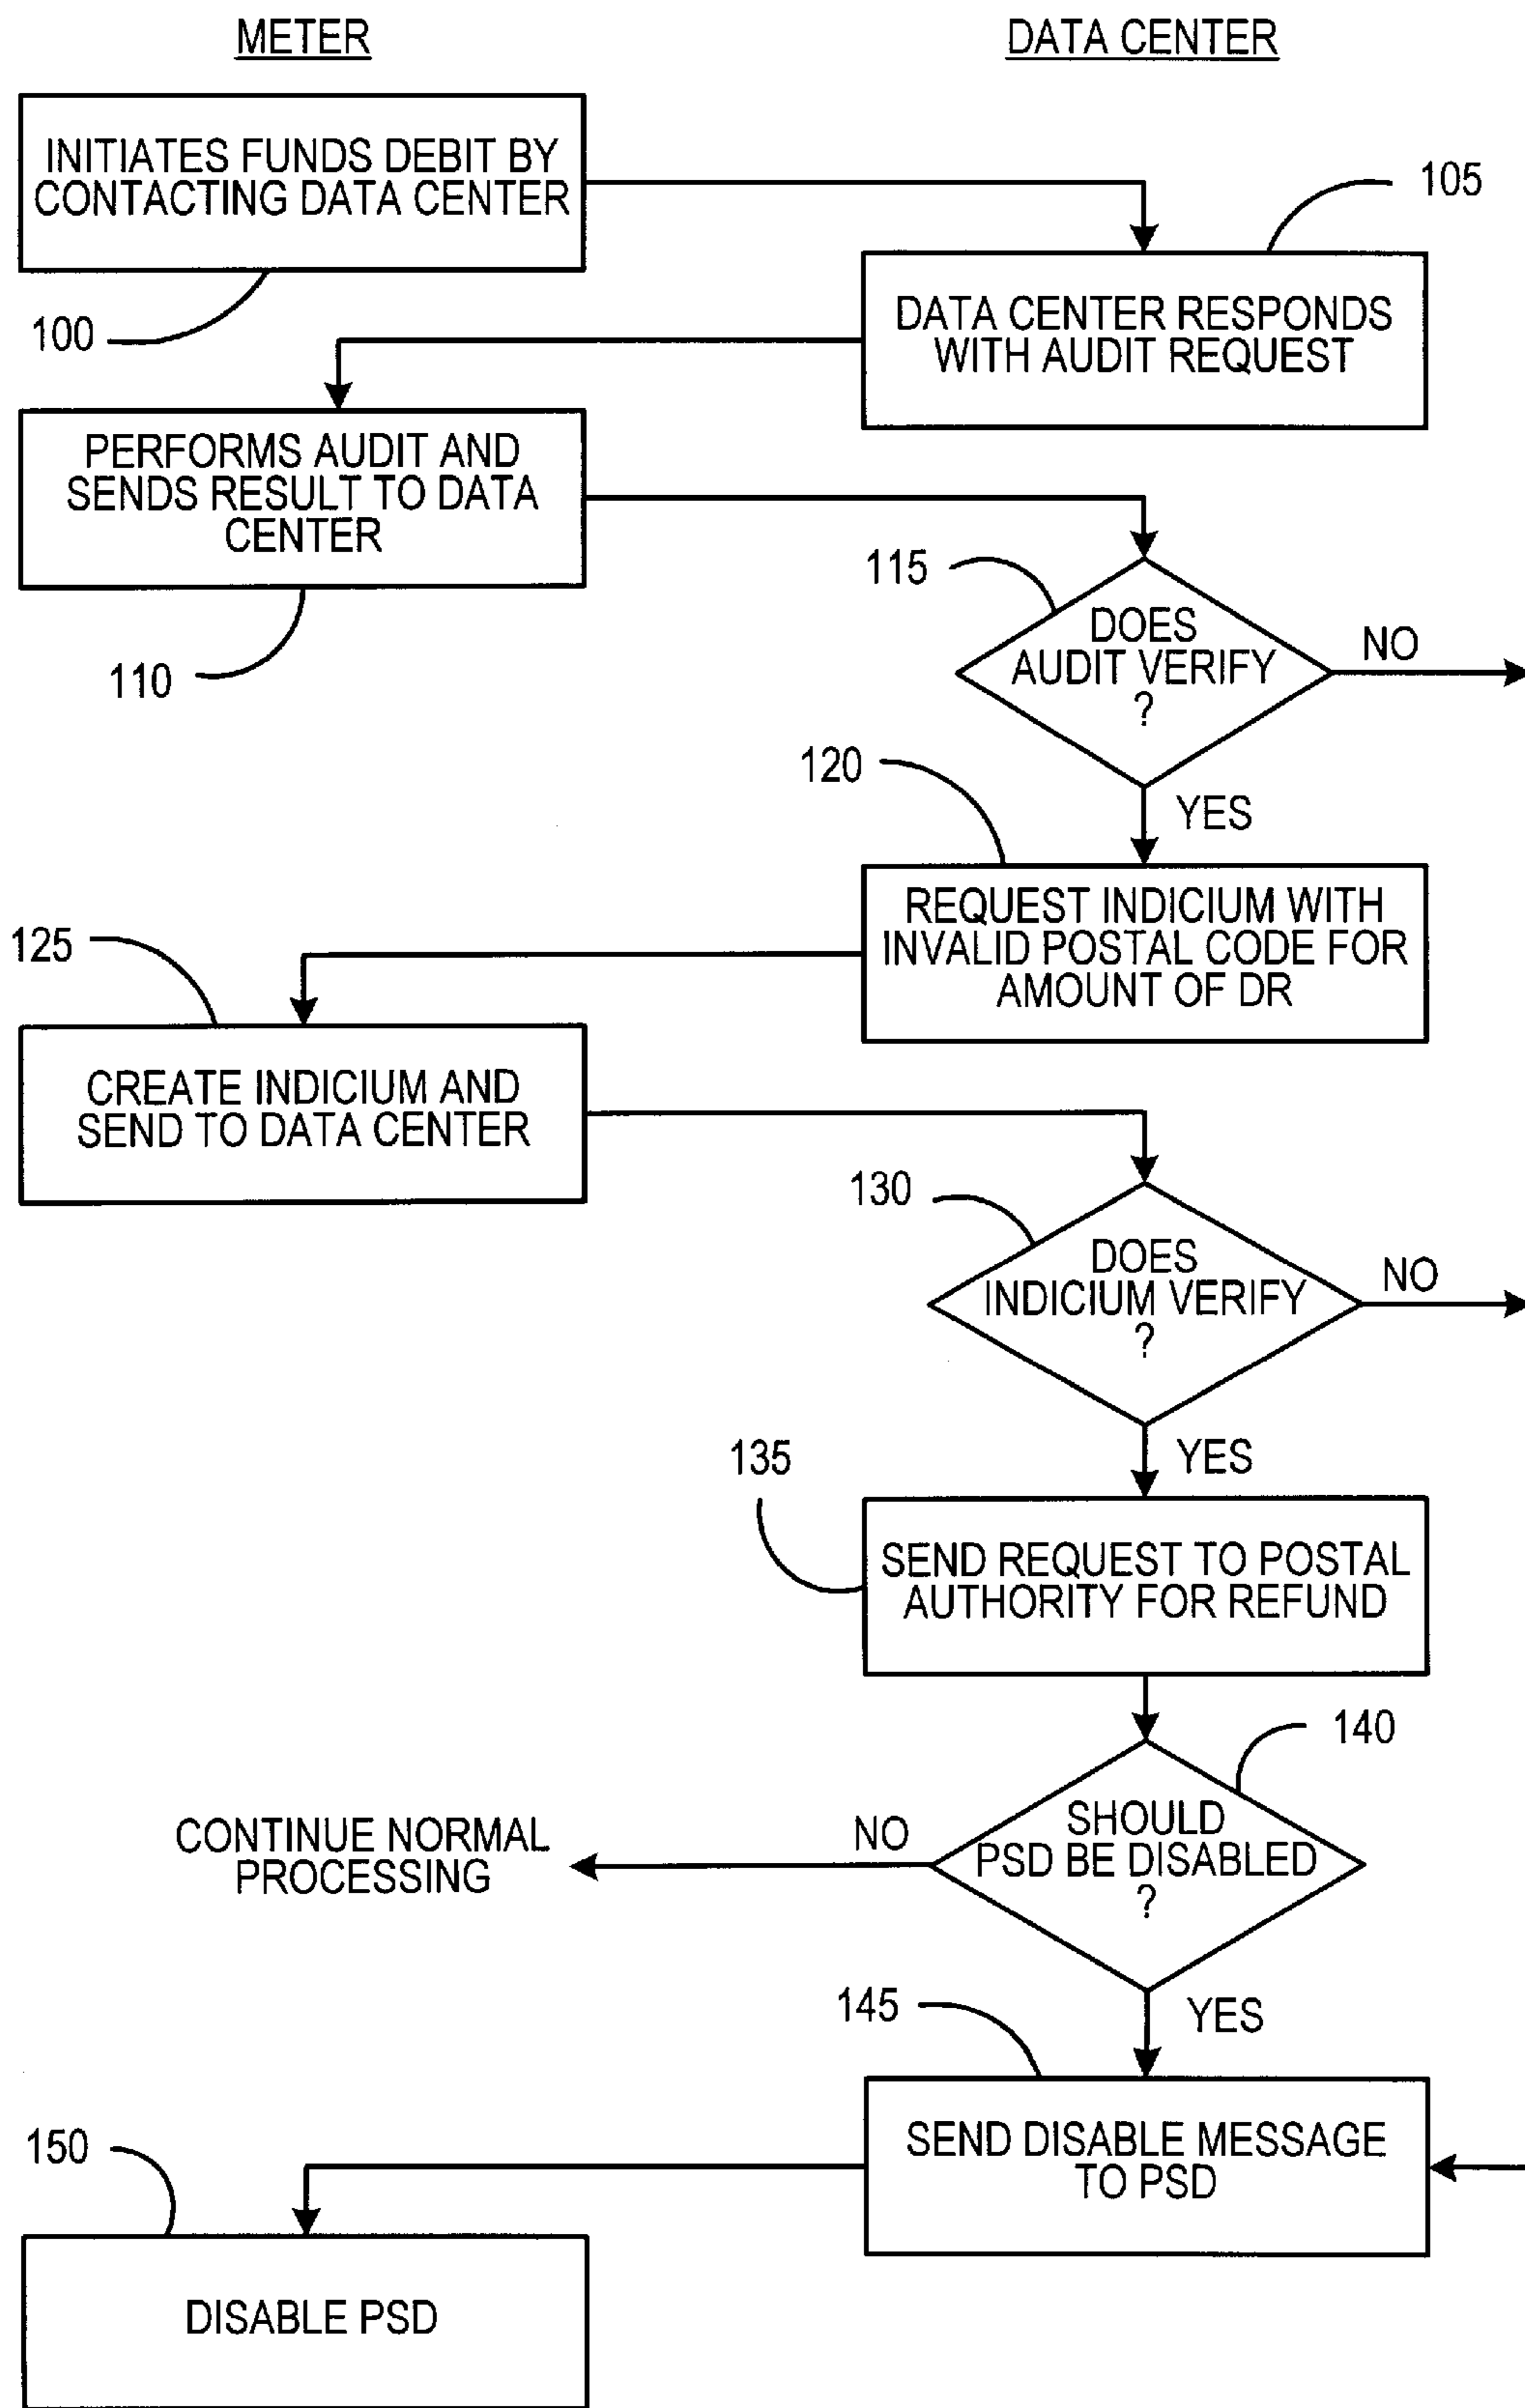 METER
DATA CENTER
INITIATES FUNDS DEBIT BY
CONTACTING DATA CENTER
100
105
DATA CENTER RESPONDS
WITH AUDIT REQUEST
PERFORMS AUDIT AND
SENDS RESULT TO DATA
CENTER
110
115
DOES
AUDIT VERIFY
?
NO
YES
120
REQUEST INDICIUM WITH
INVALID POSTAL CODE FOR
AMOUNT OF DR
125
CREATE INDICIUM AND
SEND TO DATA CENTER
130
DOES
INDICIUM VERIFY
?
NO
YES
135
SEND REQUEST TO POSTAL
AUTHORITY FOR REFUND
140
SHOULD
PSD BE DISABLED
?
NO
CONTINUE NORMAL
PROCESSING
YES
145
SEND DISABLE MESSAGE
TO PSD
150
DISABLE PSD